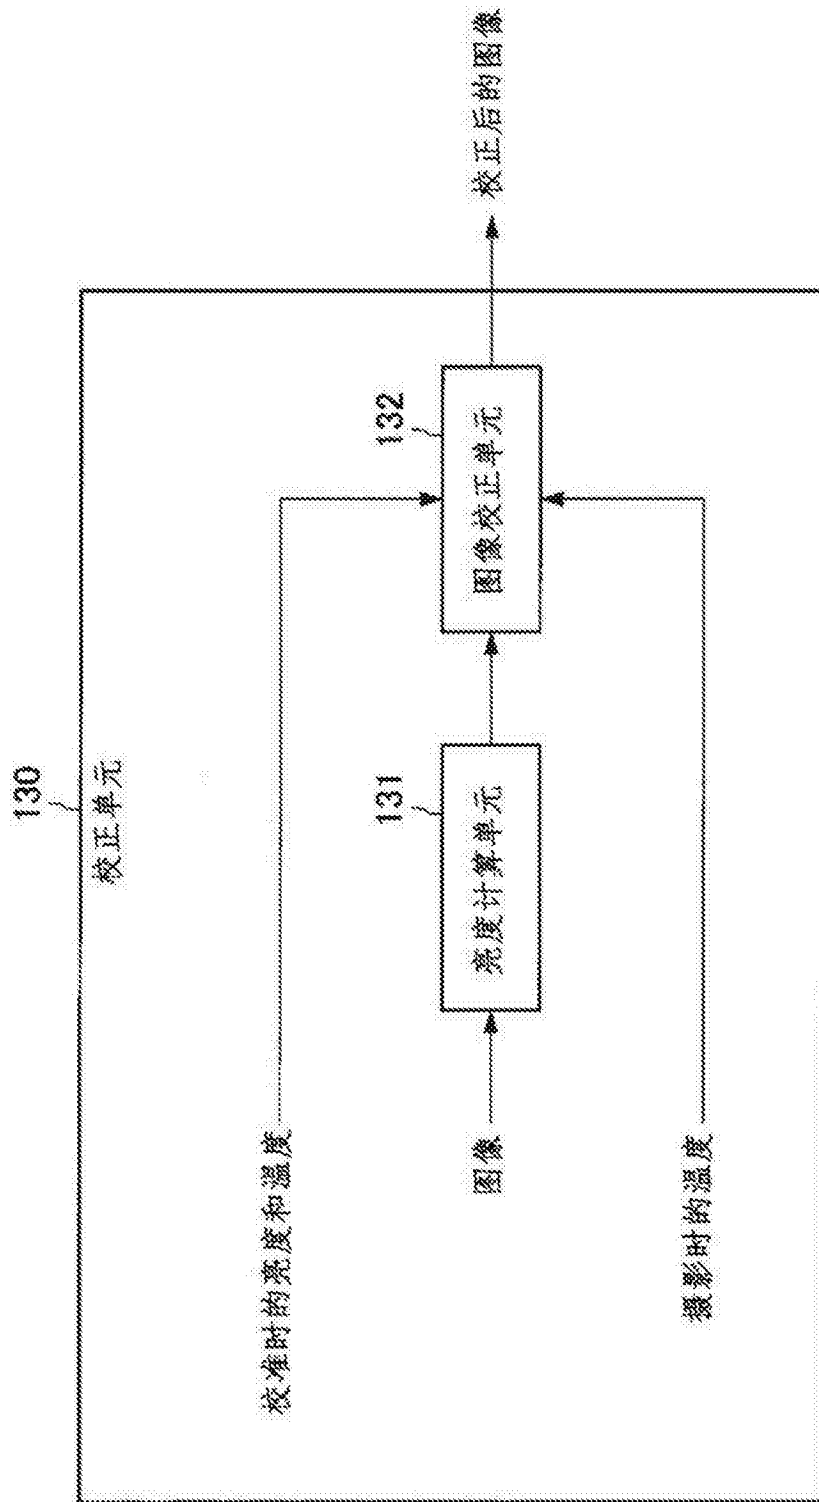 130
校正单元
校准时的亮度和温度
132
131
图像
亮度计算单元
图像校正单元
校正后的图像
摄影时的温度